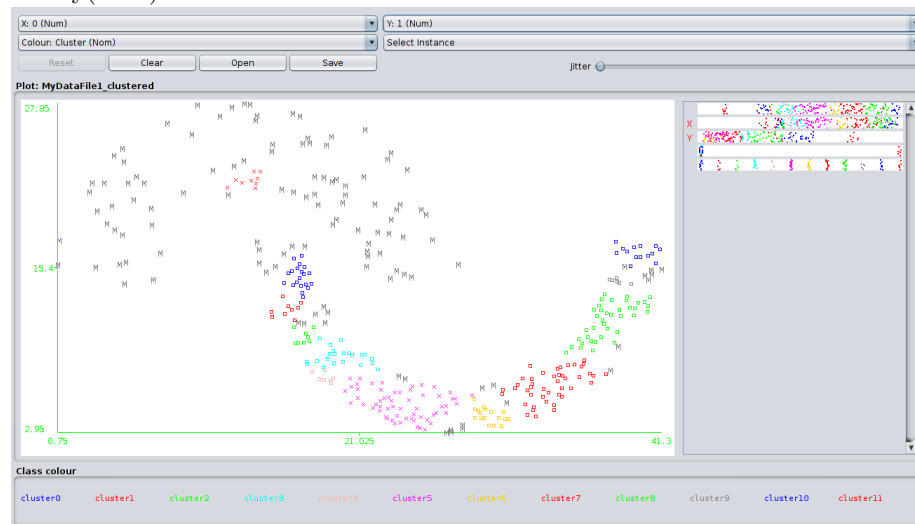 X: 0 (Num) Y: 1 (Num)
Colour: Cluster (Nom) Select Instance
Reset Clear Open Save Jitter
Plot: MyDataFile1_clustered
27.85
15.4
2.95
0.75 21.025 41.3
X
Y
Class colour
cluster0 cluster1 cluster2 cluster3 cluster4 cluster5 cluster6 cluster7 cluster8 cluster9 cluster10 cluster11